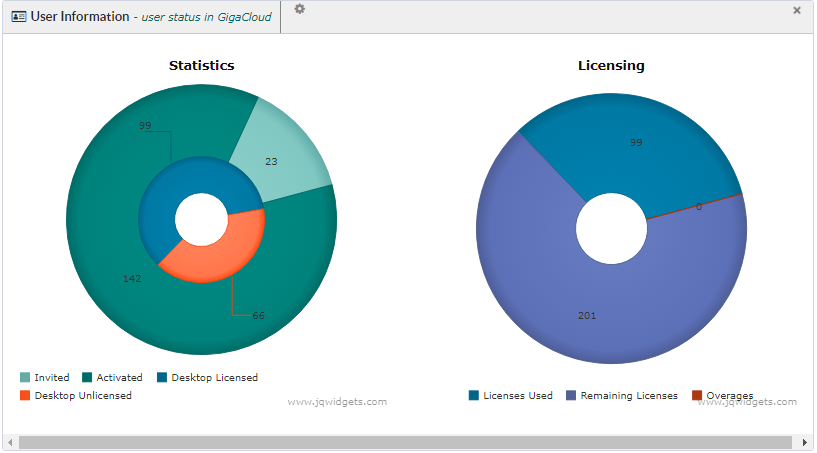 User Information - user status in GigaCloud
Statistics
99
23
142
66
Invited Activated Desktop Licensed
Desktop Unlicensed
www.jqwidgets.com
Licensing
99
0
201
Licenses Used Remaining Licenses Overages
www.jqwidgets.com